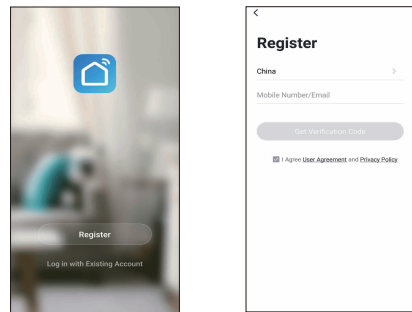 Register
Log in with Existing Account
Register
China
Mobile Number/Email
Get Verification Code
I Agree User Agreement and Privacy Policy